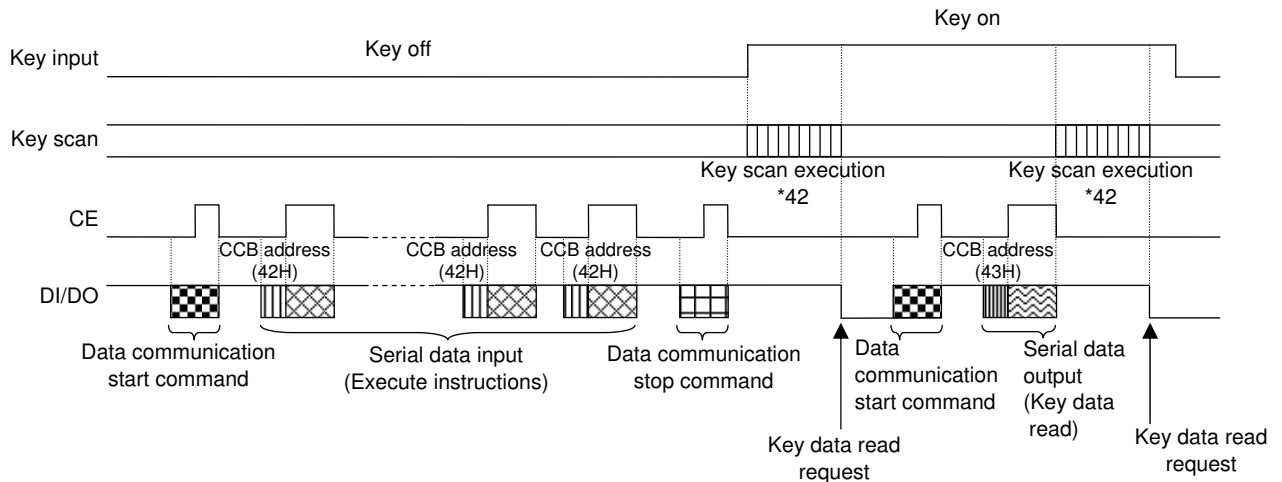 Key on
Key off
Key input
Key scan
Key scan execution
*42
Key scan execution
*42
CE
CCB address
(42H)
CCB address
(42H)
CCB address
(42H)
CCB address
(43H)
DI/DO
Data communication
start command
Serial data input
(Execute instructions)
Data communication
stop command
Data
communication
start command
Serial data
output
(Key data
read)
Key data read
request
Key data read
request